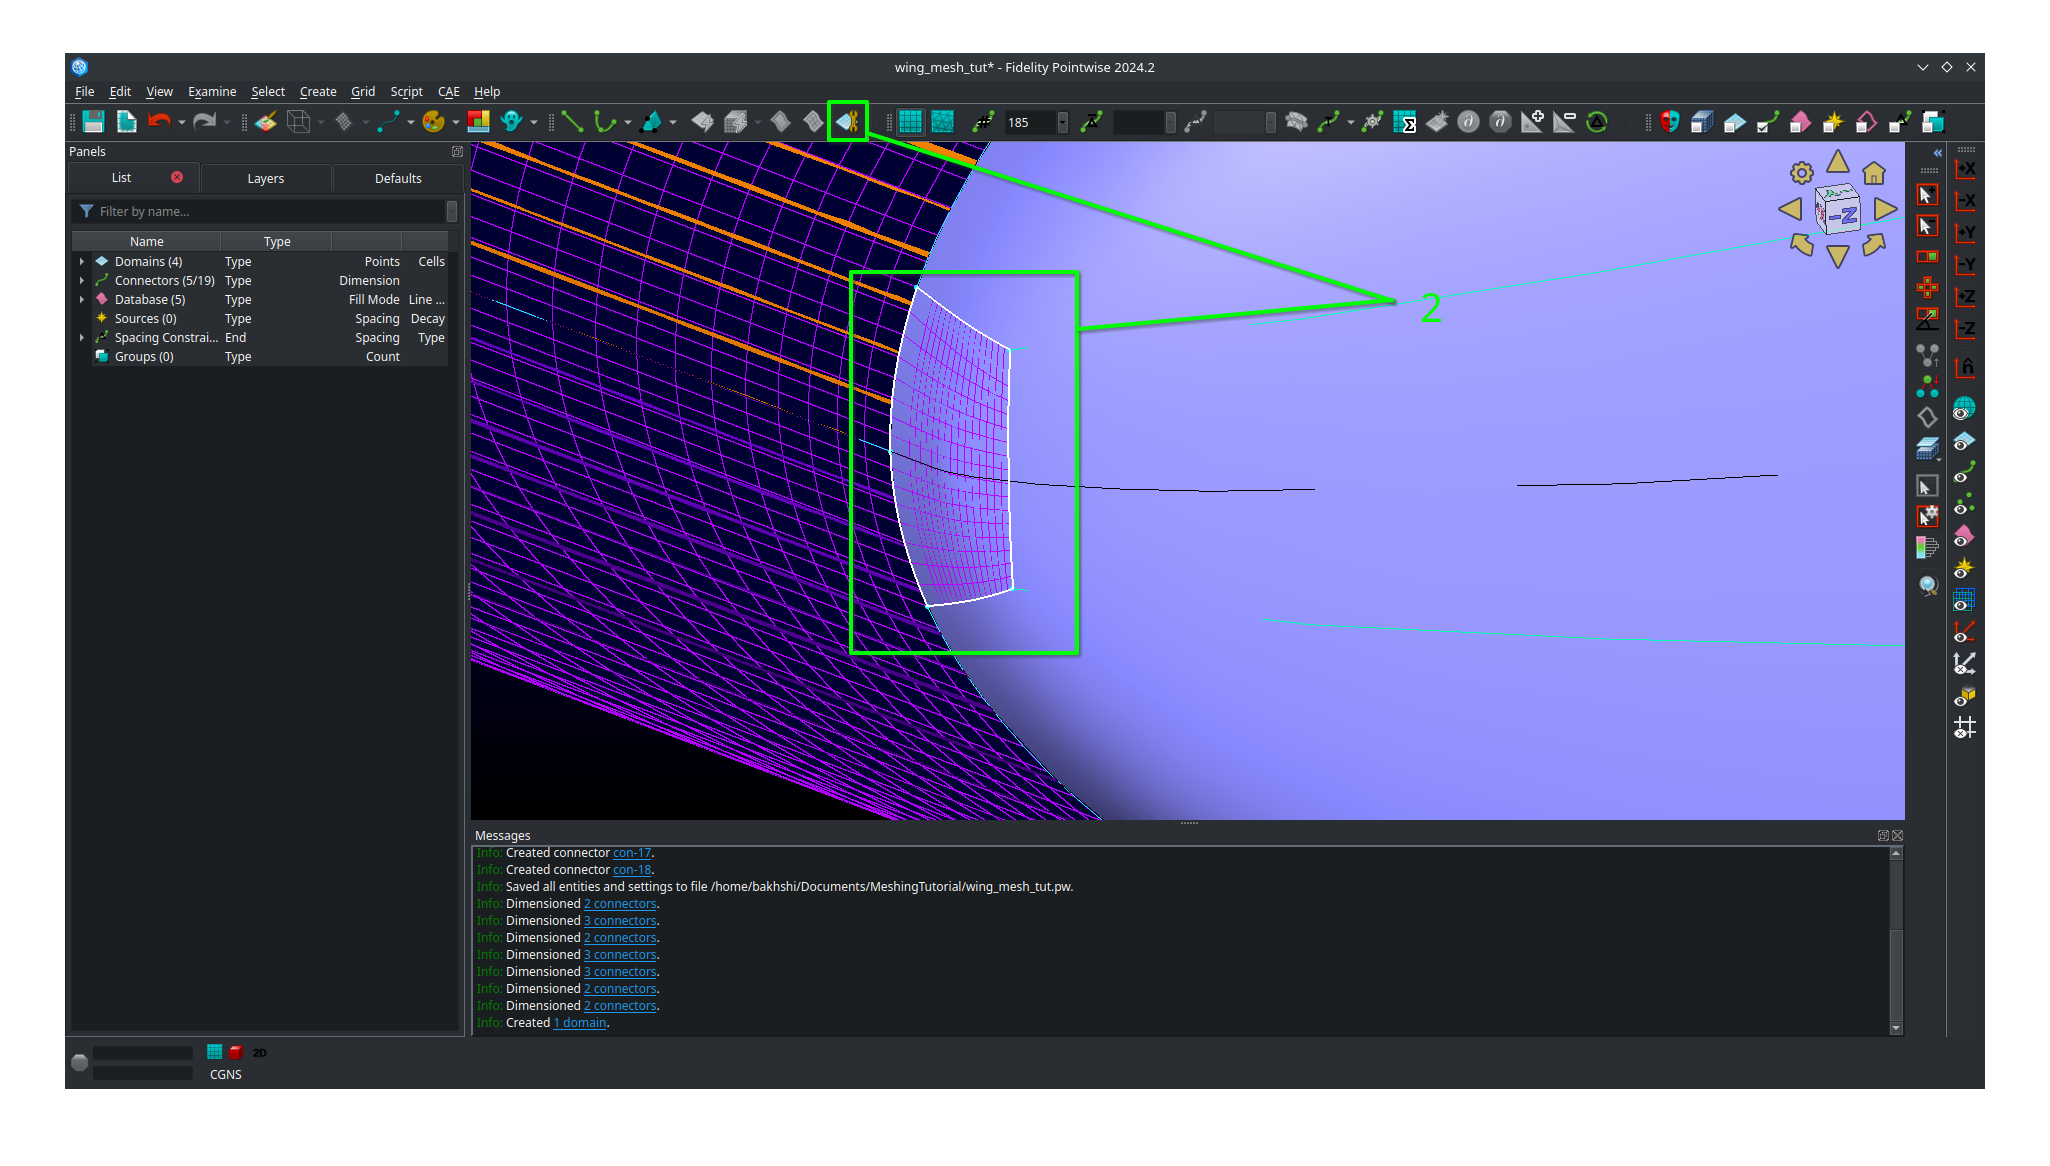 wing_mesh_tut* - Fidelity Pointwise 2024.2
File Edit View Examine Select Create Grid Script CAE Help
185
Panels
List Layers Defaults
Filter by name...
Name Type
Domains (4) Type Points Cells
Connectors (5/19) Type Dimension
Database (5) Type Fill Mode Line ...
Sources (0) Type Spacing Decay
Spacing Constrai... End Spacing Type
Groups (0) Type Count
2
-Z
+X
-X
+Y
-Y
+Z
-Z
n̂
Messages
Info: Created connector con-17.
Info: Created connector con-18.
Info: Saved all entities and settings to file /home/bakhshi/Documents/MeshingTutorial/wing_mesh_tut.pw.
Info: Dimensioned 2 connectors.
Info: Dimensioned 3 connectors.
Info: Dimensioned 2 connectors.
Info: Dimensioned 3 connectors.
Info: Dimensioned 3 connectors.
Info: Dimensioned 2 connectors.
Info: Dimensioned 2 connectors.
Info: Created 1 domain.
2D
CGNS